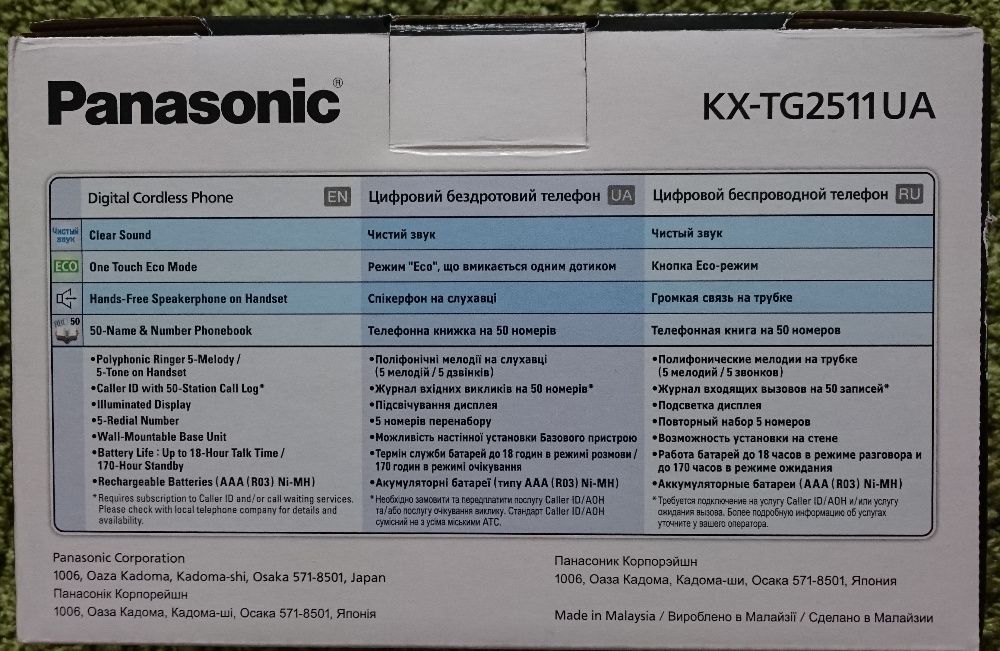 Panasonic®
KX-TG2511UA
Digital Cordless Phone EN
Цифровий бездротовий телефон UA
Цифровой беспроводной телефон RU
Чистый
звук
Clear Sound
Чистий звук
Чистый звук
ECO
One Touch Eco Mode
Режим "Eco", що вмикається одним дотиком
Кнопка Eco-режим
Hands-Free Speakerphone on Handset
Спікерфон на слухавці
Громкая связь на трубке
50
50-Name & Number Phonebook
Телефонна книжка на 50 номерів
Телефонная книга на 50 номеров
•Polyphonic Ringer 5-Melody /
5-Tone on Handset
•Caller ID with 50-Station Call Log*
•Illuminated Display
•5-Redial Number
•Wall-Mountable Base Unit
•Battery Life : Up to 18-Hour Talk Time /
170-Hour Standby
•Rechargeable Batteries (AAA (R03) Ni-MH)
*Requires subscription to Caller ID and/or call waiting services.
Please check with local telephone company for details and
availability.
•Поліфонічні мелодії на слухавці
(5 мелодій / 5 дзвінків)
•Журнал вхідних викликів на 50 номерів*
•Підсвічування дисплея
•5 номерів перенабору
•Можливість настінної установки Базового пристрою
•Термін служби батарей до 18 годин в режимі розмови /
170 годин в режимі очікування
•Акумуляторні батареї (типу AAA (R03) Ni-MH)
*Необхідно замовити та передплатити послугу Caller ID/АОН
та/або послугу очікування виклику. Стандарт Caller ID/АОН
сумісний не з усіма міськими АТС.
•Полифонические мелодии на трубке
(5 мелодий / 5 звонков)
•Журнал входящих вызовов на 50 записей*
•Подсветка дисплея
•Повторный набор 5 номеров
•Возможность установки на стене
•Работа батарей до 18 часов в режиме разговора и
до 170 часов в режиме ожидания
•Аккумуляторные батареи (AAA (R03) Ni-MH)
*Требуется подключение на услугу Caller ID/АОН и/или услугу
ожидания вызова. Более подробную информацию об услугах
уточните у вашего оператора.
Panasonic Corporation
1006, Oaza Kadoma, Kadoma-shi, Osaka 571-8501, Japan
Панасонік Корпорейшн
1006, Оаза Кадома, Кадома-ші, Осака 571-8501, Японія
Панасоник Корпорэйшн
1006, Оаза Кадома, Кадома-ши, Осака 571-8501, Япония
Made in Malaysia / Вироблено в Малайзії / Сделано в Малайзии